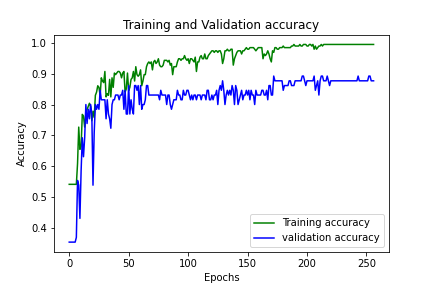 Training and Validation accuracy
1.0
0.9
0.8
0.7
0.6
0.5
0.4
Accuracy
0
50
100
150
200
250
Epochs
Training accuracy
validation accuracy